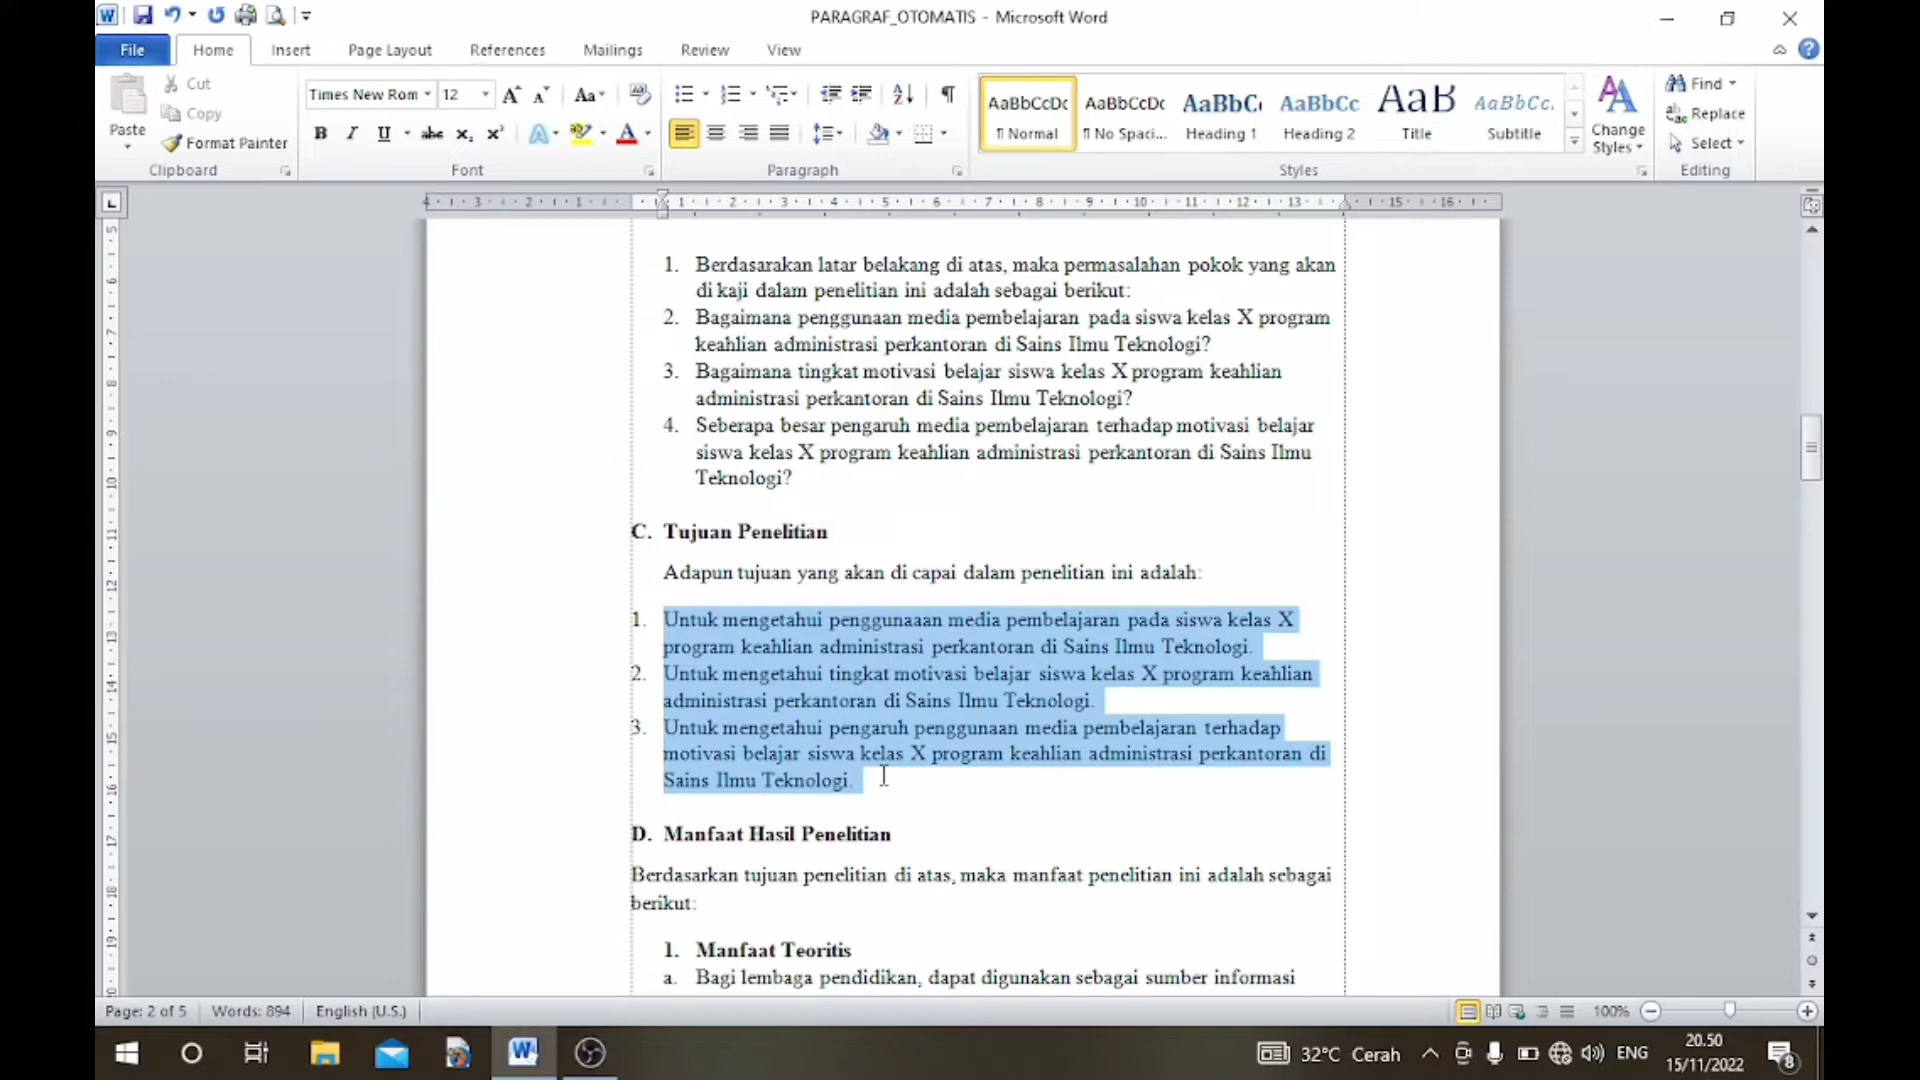 PARAGRAF_OTOMATIS - Microsoft Word
File Home Insert Page Layout References Mailings Review View
Paste
Cut
Copy
Format Painter
Clipboard
Times New Rom 12
Font
Paragraph
AaBbCcDc AaBbCcDc AaBbC AaBbCc AaB AaBbCc.
¶ Normal ¶ No Spaci... Heading 1 Heading 2 Title Subtitle
Change
Styles
Styles
Find
Replace
Select
Editing
1. Berdasarakan latar belakang di atas, maka permasalahan pokok yang akan
di kaji dalam penelitian ini adalah sebagai berikut:
2. Bagaimana penggunaan media pembelajaran pada siswa kelas X program
keahlian administrasi perkantoran di Sains Ilmu Teknologi?
3. Bagaimana tingkat motivasi belajar siswa kelas X program keahlian
administrasi perkantoran di Sains Ilmu Teknologi?
4. Seberapa besar pengaruh media pembelajaran terhadap motivasi belajar
siswa kelas X program keahlian administrasi perkantoran di Sains Ilmu
Teknologi?
C. Tujuan Penelitian
Adapun tujuan yang akan di capai dalam penelitian ini adalah:
1. Untuk mengetahui penggunaaan media pembelajaran pada siswa kelas X
program keahlian administrasi perkantoran di Sains Ilmu Teknologi.
2. Untuk mengetahui tingkat motivasi belajar siswa kelas X program keahlian
administrasi perkantoran di Sains Ilmu Teknologi.
3. Untuk mengetahui pengaruh penggunaan media pembelajaran terhadap
motivasi belajar siswa kelas X program keahlian administrasi perkantoran di
Sains Ilmu Teknologi.
D. Manfaat Hasil Penelitian
Berdasarkan tujuan penelitian di atas, maka manfaat penelitian ini adalah sebagai
berikut:
1. Manfaat Teoritis
a. Bagi lembaga pendidikan, dapat digunakan sebagai sumber informasi
Page: 2 of 5 Words: 894 English (U.S.) 100%
32°C Cerah ENG 20.50
15/11/2022 8